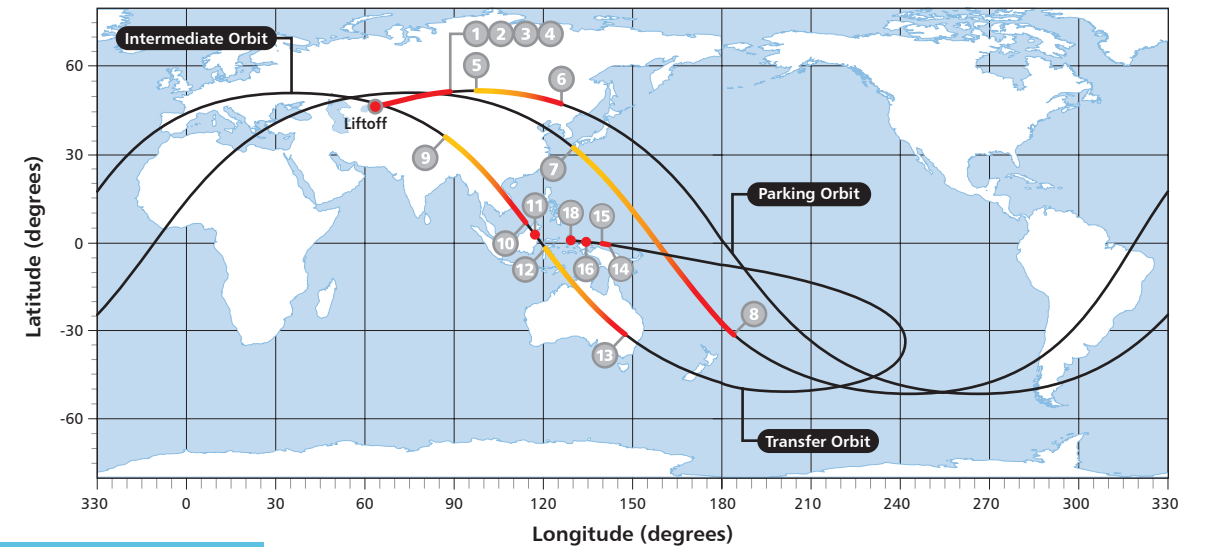 Intermediate Orbit
1 2 3 4
5
6
Liftoff
7
9
Parking Orbit
11
18
15
10
12
16
14
8
13
Transfer Orbit
Latitude (degrees)
60
30
0
-30
-60
330 0 30 60 90 120 150 180 210 240 270 300 330
Longitude (degrees)